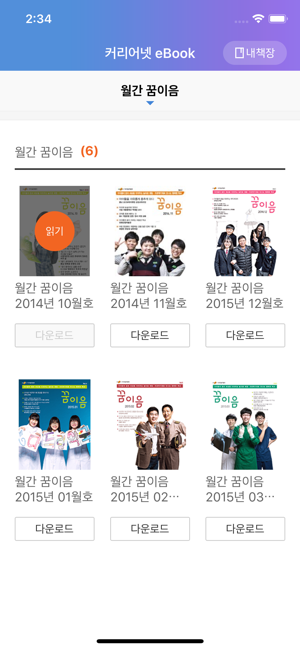 2:34
커리어넷 eBook
내책장
월간 꿈이음
월간 꿈이음 (6)
읽기
꿈이음
꿈이음
꿈이음
월간 꿈이음
2014년 10월호
월간 꿈이음
2014년 11월호
월간 꿈이음
2015년 12월호
다운로드
다운로드
다운로드
꿈이음
꿈이음
꿈이음
월간 꿈이음
2015년 01월호
월간 꿈이음
2015년 02···
월간 꿈이음
2015년 03···
다운로드
다운로드
다운로드